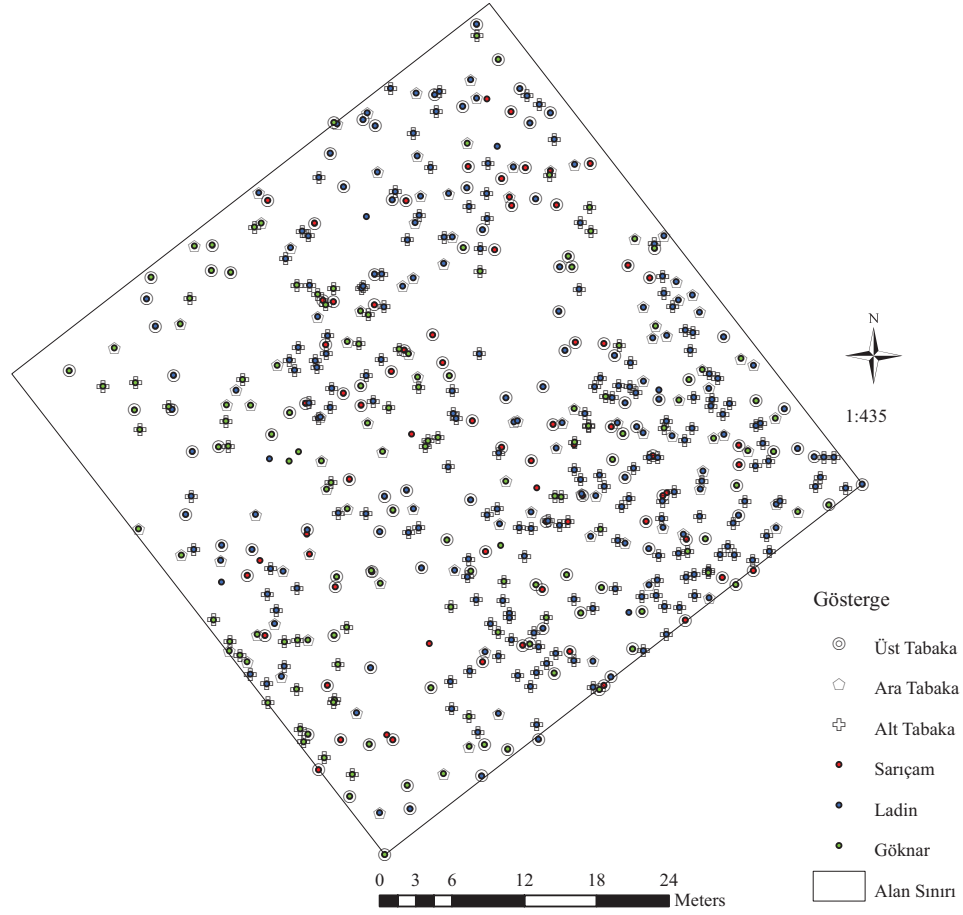 N
1:435
Gösterge
Üst Tabaka
Ara Tabaka
Alt Tabaka
Sarıçam
Ladin
Göknar
Alan Sınırı
0 3 6 12 18 24
Meters